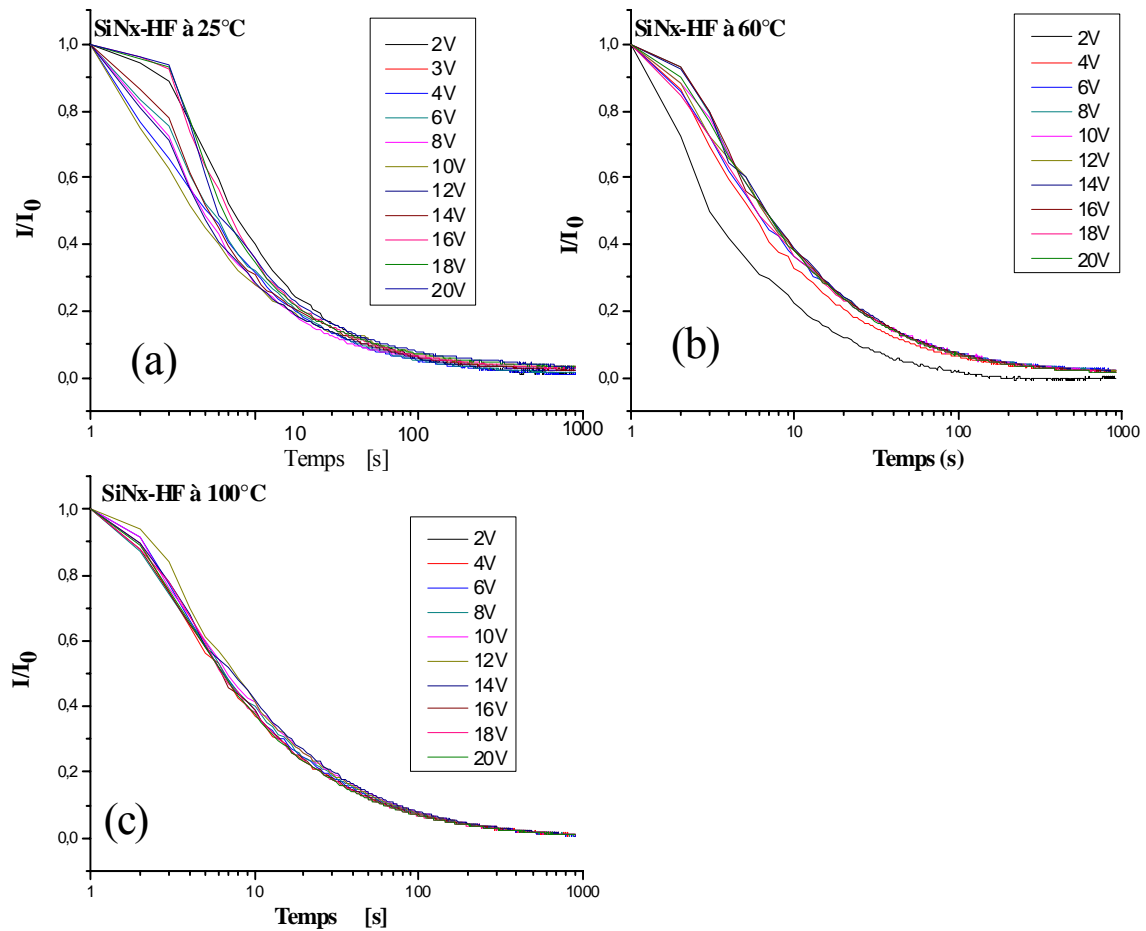 SiNx-HF à 25°C
I/I0
1,0
0,8
0,6
0,4
0,2
0,0
2V
3V
4V
6V
8V
10V
12V
14V
16V
18V
20V
(a)
1
10
100
1000
Temps [s]
SiNx-HF à 60°C
I/I0
1,0
0,8
0,6
0,4
0,2
0,0
2V
4V
6V
8V
10V
12V
14V
16V
18V
20V
(b)
1
10
100
1000
Temps (s)
SiNx-HF à 100°C
I/I0
1,0
0,8
0,6
0,4
0,2
0,0
2V
4V
6V
8V
10V
12V
14V
16V
18V
20V
(c)
1
10
100
1000
Temps [s]